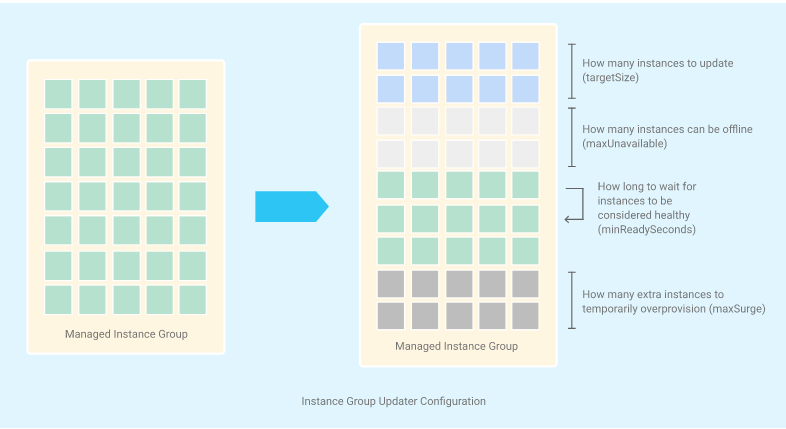 Managed Instance Group
How many instances to update
(targetSize)
How many instances can be offline
(maxUnavailable)
How long to wait for
instances to be
considered healthy
(minReadySeconds)
How many extra instances to
temporarily overprovision (maxSurge)
Managed Instance Group
Instance Group Updater Configuration